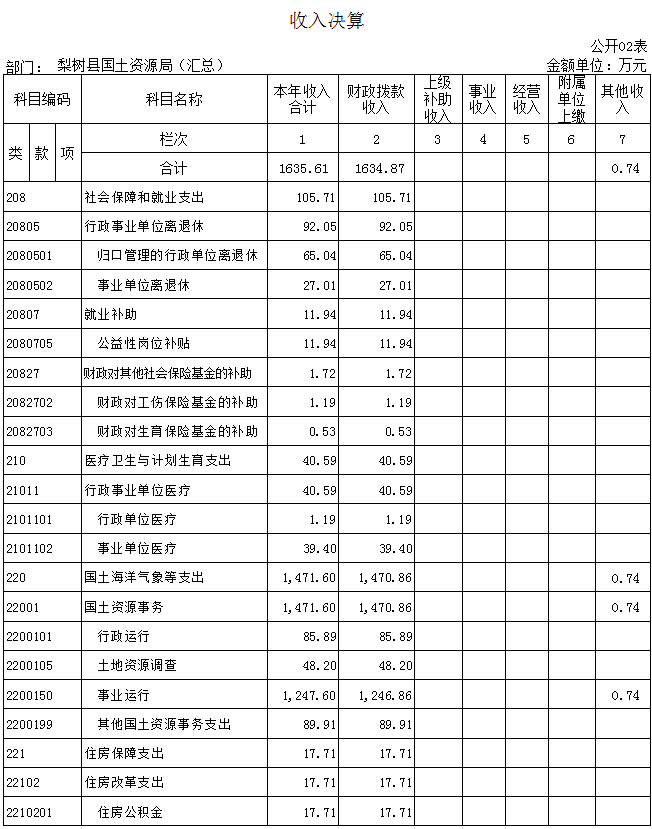 收入决算
公开02表
部门： 梨树县国土资源局（汇总） 金额单位：万元
科目编码 科目名称 本年收入合计 财政拨款收入 上级补助收入 事业收入 经营收入 附属单位上缴 其他收入
类 款 项 栏次 1 2 3 4 5 6 7
合计 1635.61 1634.87 0.74
208 社会保障和就业支出 105.71 105.71
20805 行政事业单位离退休 92.05 92.05
2080501 归口管理的行政单位离退休 65.04 65.04
2080502 事业单位离退休 27.01 27.01
20807 就业补助 11.94 11.94
2080705 公益性岗位补贴 11.94 11.94
20827 财政对其他社会保险基金的补助 1.72 1.72
2082702 财政对工伤保险基金的补助 1.19 1.19
2082703 财政对生育保险基金的补助 0.53 0.53
210 医疗卫生与计划生育支出 40.59 40.59
21011 行政事业单位医疗 40.59 40.59
2101101 行政单位医疗 1.19 1.19
2101102 事业单位医疗 39.40 39.40
220 国土海洋气象等支出 1,471.60 1,470.86 0.74
22001 国土资源事务 1,471.60 1,470.86 0.74
2200101 行政运行 85.89 85.89
2200105 土地资源调查 48.20 48.20
2200150 事业运行 1,247.60 1,246.86 0.74
2200199 其他国土资源事务支出 89.91 89.91
221 住房保障支出 17.71 17.71
22102 住房改革支出 17.71 17.71
2210201 住房公积金 17.71 17.71